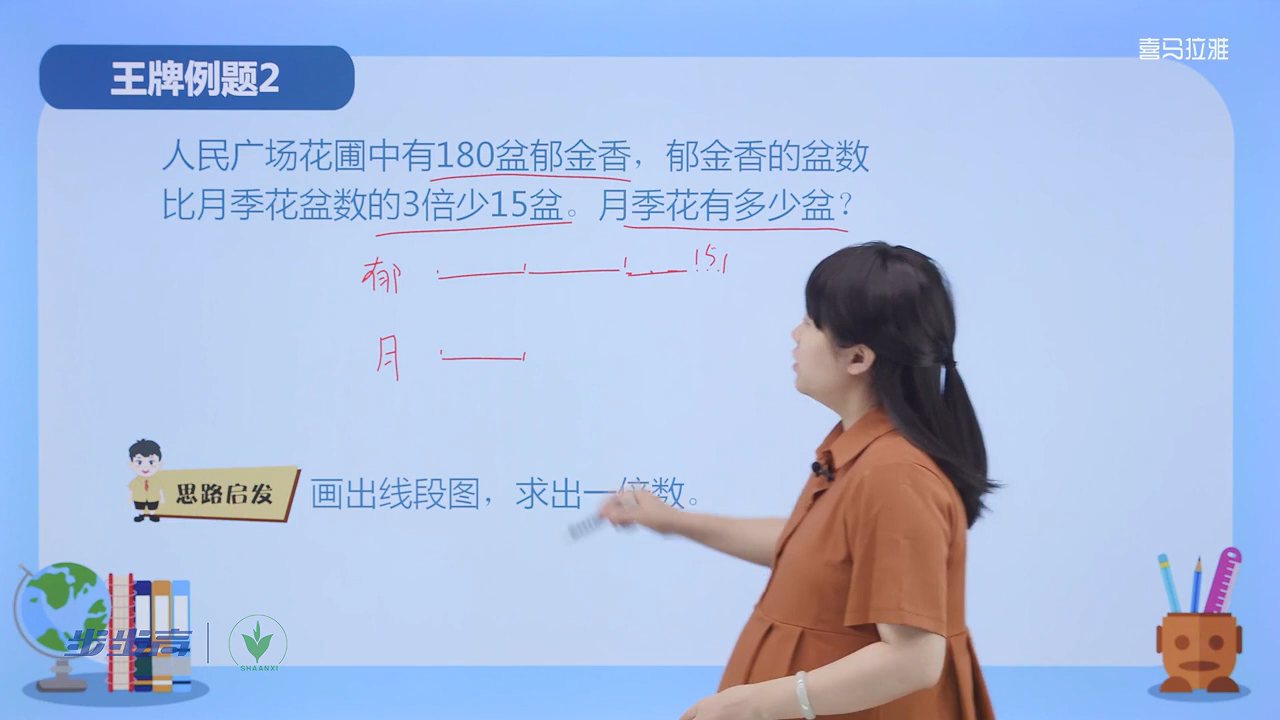 喜马拉雅
王牌例题2
人民广场花圃中有180盆郁金香，郁金香的盆数
比月季花盆数的3倍少15盆。月季花有多少盆？
郁
15
月
思路启发
画出线段图，求出一倍数。
步步高
SHAANXI